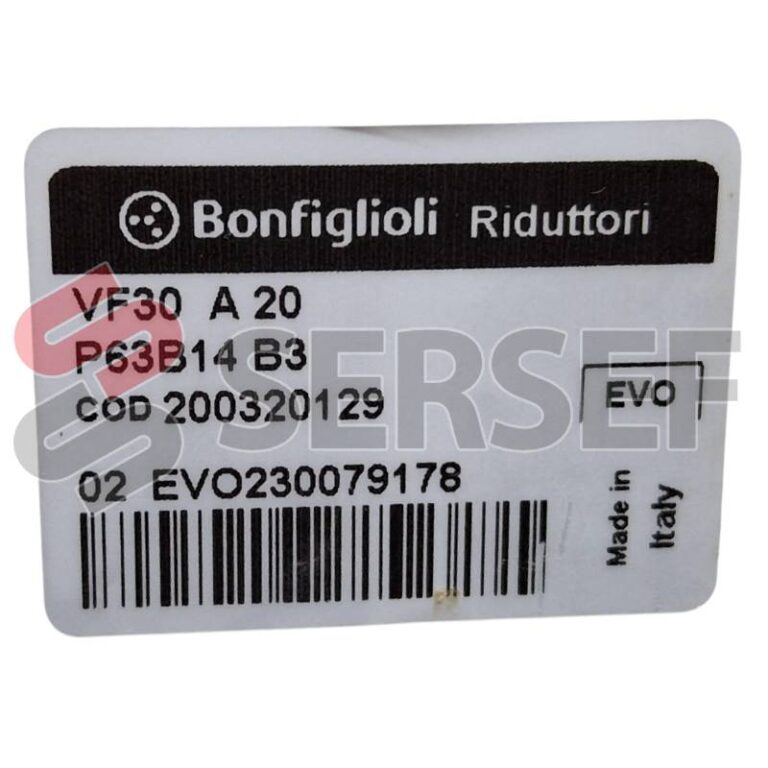 Bonfiglioli Riduttori
VF30 A 20
P63B14 B3
COD 200320129
EVO
02 EVO230079178
Made in
Italy
SERSEF